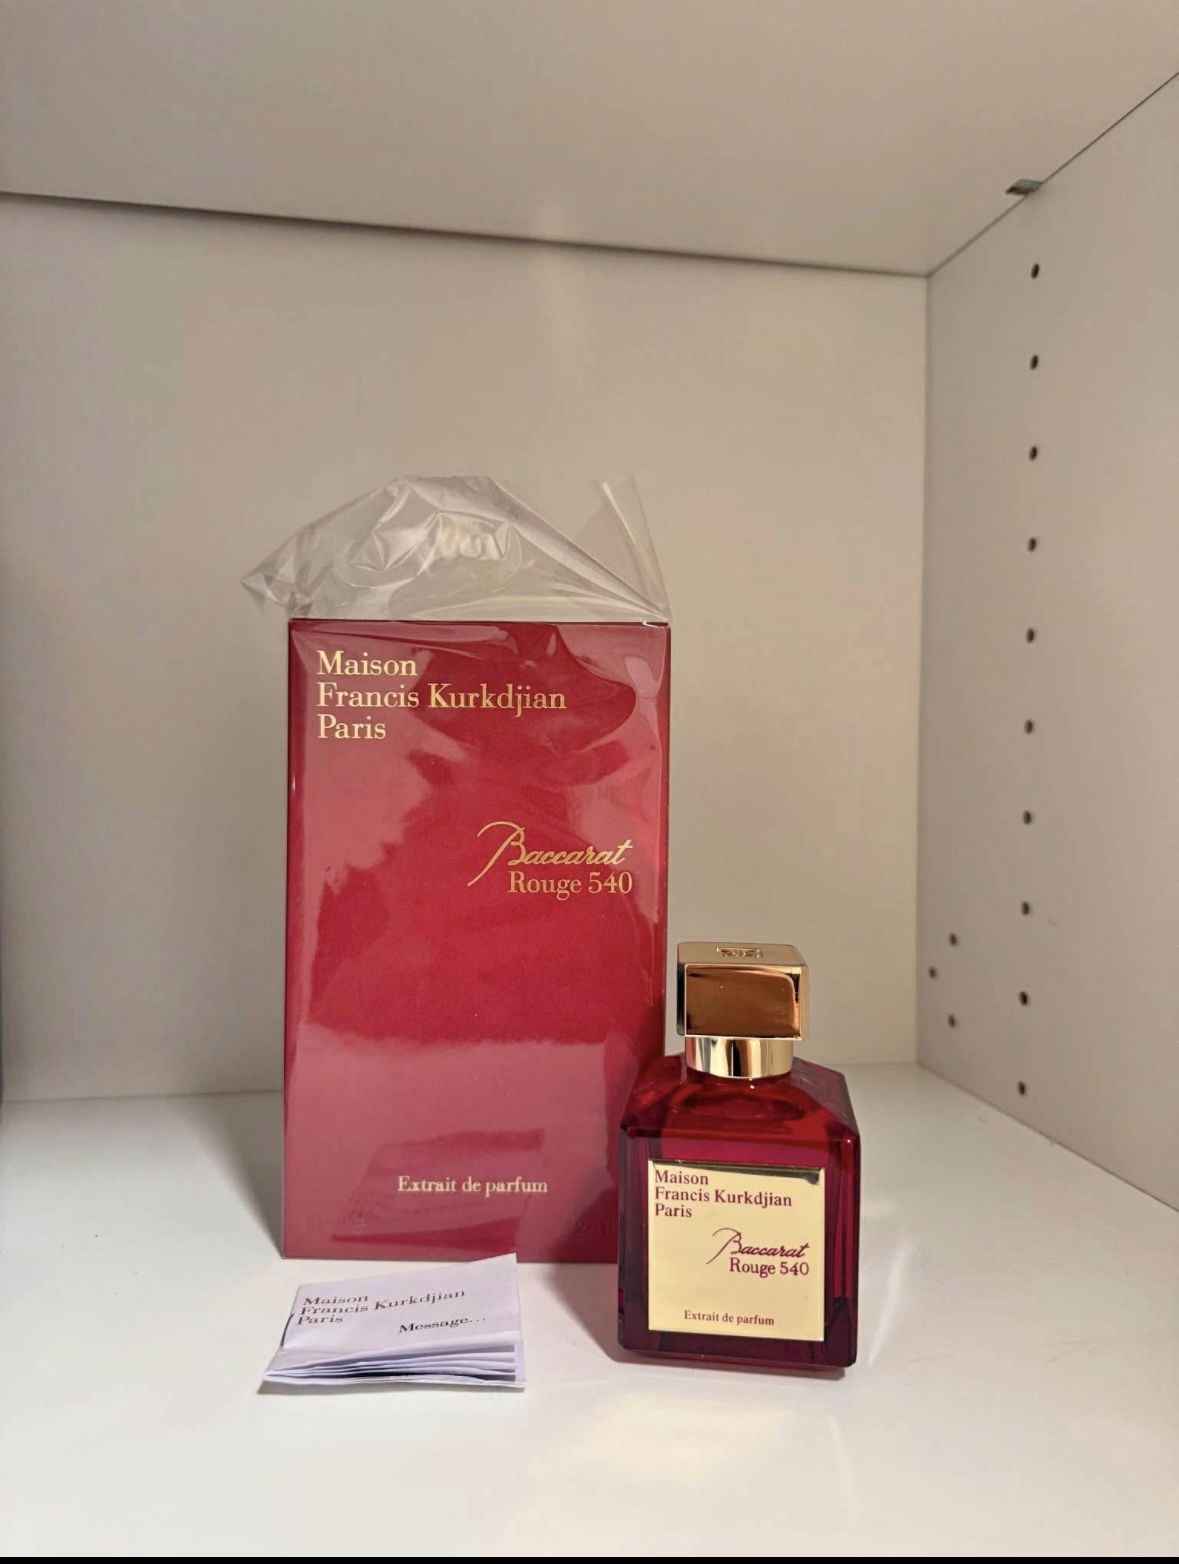 Maison
Francis Kurkdjian
Paris
Baccarat
Rouge 540
Extrait de parfum
Maison
Francis Kurkdjian
Paris
Baccarat
Rouge 540
Extrait de parfum
Maison
Francis Kurkdjian
Paris
Message...